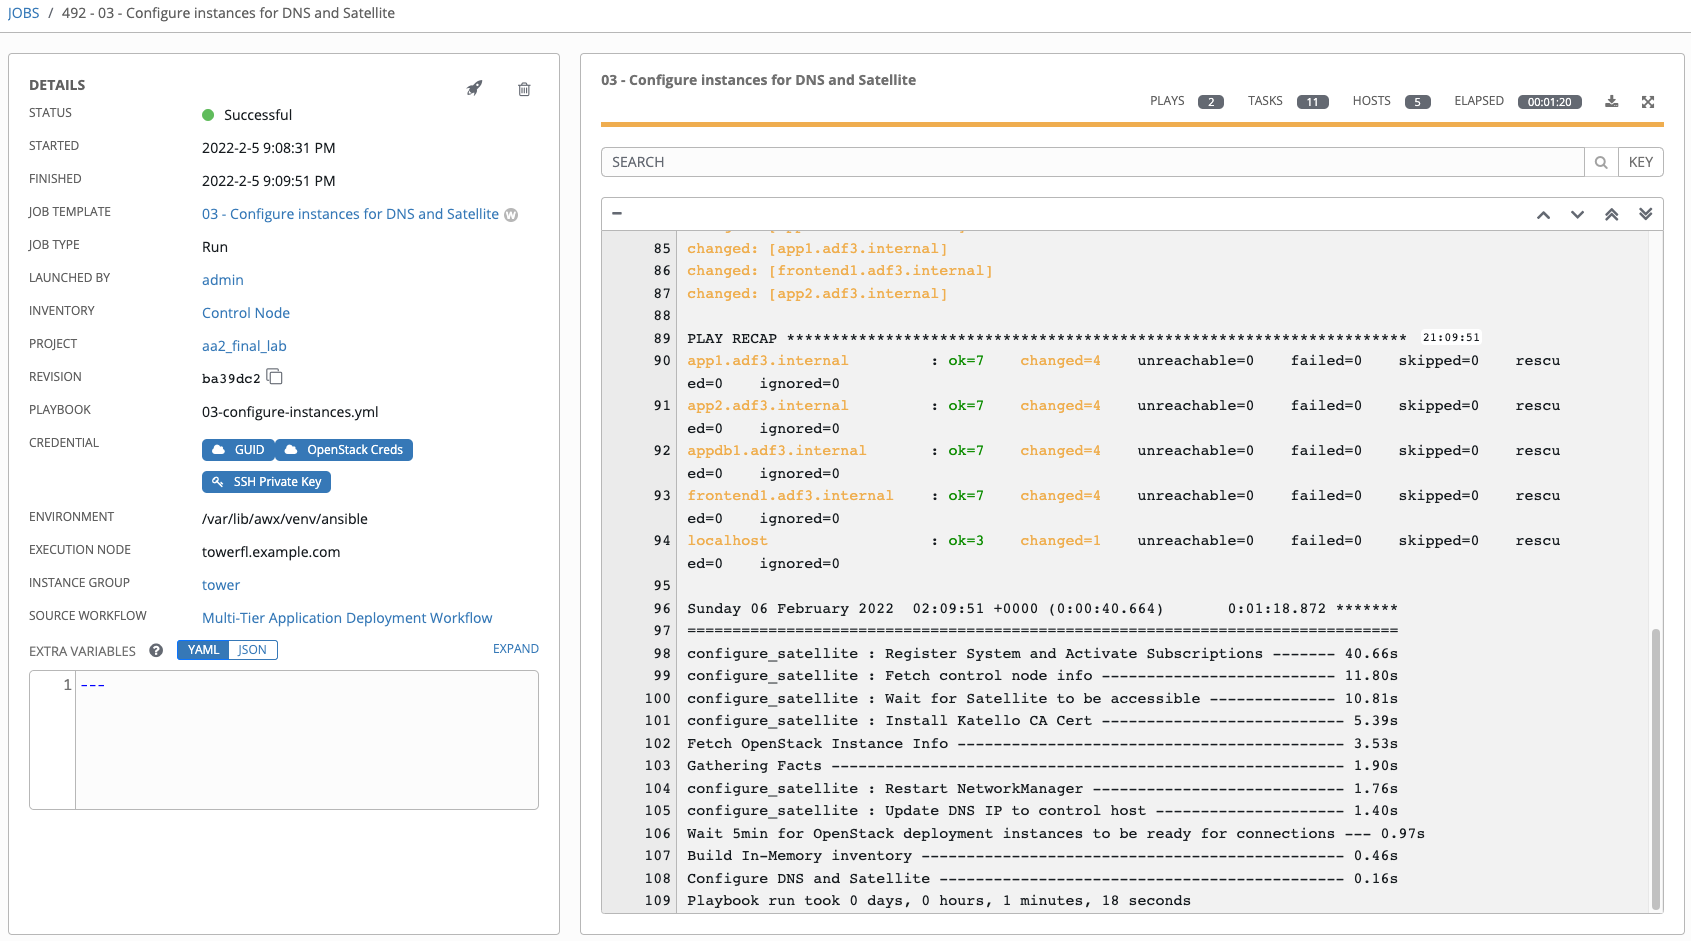 JOBS / 492 - 03 - Configure instances for DNS and Satellite
DETAILS
STATUS Successful
STARTED 2022-2-5 9:08:31 PM
FINISHED 2022-2-5 9:09:51 PM
JOB TEMPLATE 03 - Configure instances for DNS and Satellite W
JOB TYPE Run
LAUNCHED BY admin
INVENTORY Control Node
PROJECT aa2_final_lab
REVISION ba39dc2
PLAYBOOK 03-configure-instances.yml
CREDENTIAL GUID OpenStack Creds
SSH Private Key
ENVIRONMENT /var/lib/awx/venv/ansible
EXECUTION NODE towerfl.example.com
INSTANCE GROUP tower
SOURCE WORKFLOW Multi-Tier Application Deployment Workflow
EXTRA VARIABLES ? YAML JSON EXPAND
1 ---
03 - Configure instances for DNS and Satellite
PLAYS 2 TASKS 11 HOSTS 5 ELAPSED 00:01:20
SEARCH KEY
85 changed: [app1.adf3.internal]
86 changed: [frontend1.adf3.internal]
87 changed: [app2.adf3.internal]
88
89 PLAY RECAP ********************************************************************* 21:09:51
90 app1.adf3.internal : ok=7 changed=4 unreachable=0 failed=0 skipped=0 rescu
ed=0 ignored=0
91 app2.adf3.internal : ok=7 changed=4 unreachable=0 failed=0 skipped=0 rescu
ed=0 ignored=0
92 appdb1.adf3.internal : ok=7 changed=4 unreachable=0 failed=0 skipped=0 rescu
ed=0 ignored=0
93 frontend1.adf3.internal : ok=7 changed=4 unreachable=0 failed=0 skipped=0 rescu
ed=0 ignored=0
94 localhost : ok=3 changed=1 unreachable=0 failed=0 skipped=0 rescu
ed=0 ignored=0
95
96 Sunday 06 February 2022 02:09:51 +0000 (0:00:40.664) 0:01:18.872 *******
97 ===============================================================================
98 configure_satellite : Register System and Activate Subscriptions ------- 40.66s
99 configure_satellite : Fetch control node info -------------------------- 11.80s
100 configure_satellite : Wait for Satellite to be accessible -------------- 10.81s
101 configure_satellite : Install Katello CA Cert --------------------------- 5.39s
102 Fetch OpenStack Instance Info ------------------------------------------- 3.53s
103 Gathering Facts --------------------------------------------------------- 1.90s
104 configure_satellite : Restart NetworkManager ---------------------------- 1.76s
105 configure_satellite : Update DNS IP to control host --------------------- 1.40s
106 Wait 5min for OpenStack deployment instances to be ready for connections --- 0.97s
107 Build In-Memory inventory ----------------------------------------------- 0.46s
108 Configure DNS and Satellite --------------------------------------------- 0.16s
109 Playbook run took 0 days, 0 hours, 1 minutes, 18 seconds